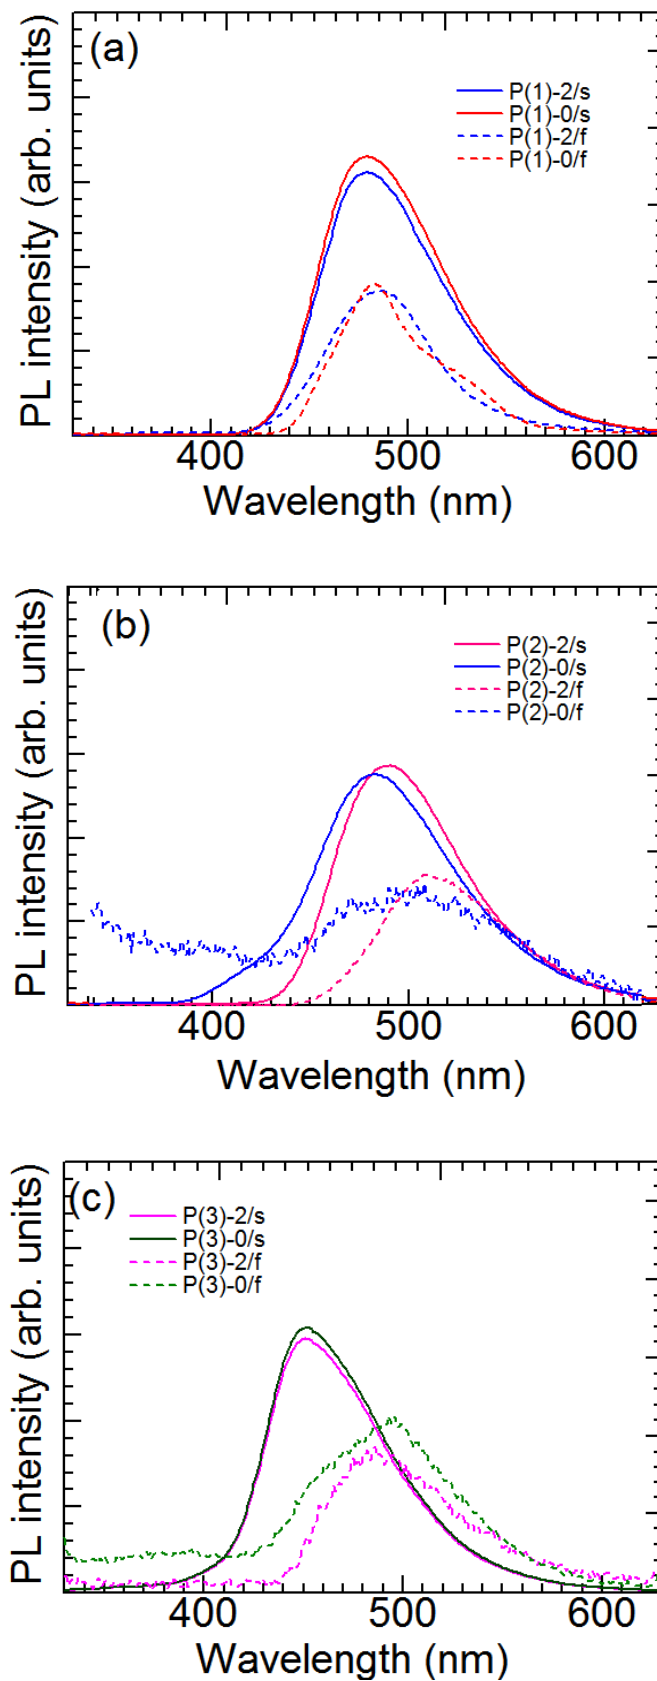 (a)
PL intensity (arb. units)
P(1)-2/s
P(1)-0/s
P(1)-2/f
P(1)-0/f
400 500 600
Wavelength (nm)
(b)
PL intensity (arb. units)
P(2)-2/s
P(2)-0/s
P(2)-2/f
P(2)-0/f
400 500 600
Wavelength (nm)
(c)
PL intensity (arb. units)
P(3)-2/s
P(3)-0/s
P(3)-2/f
P(3)-0/f
400 500 600
Wavelength (nm)